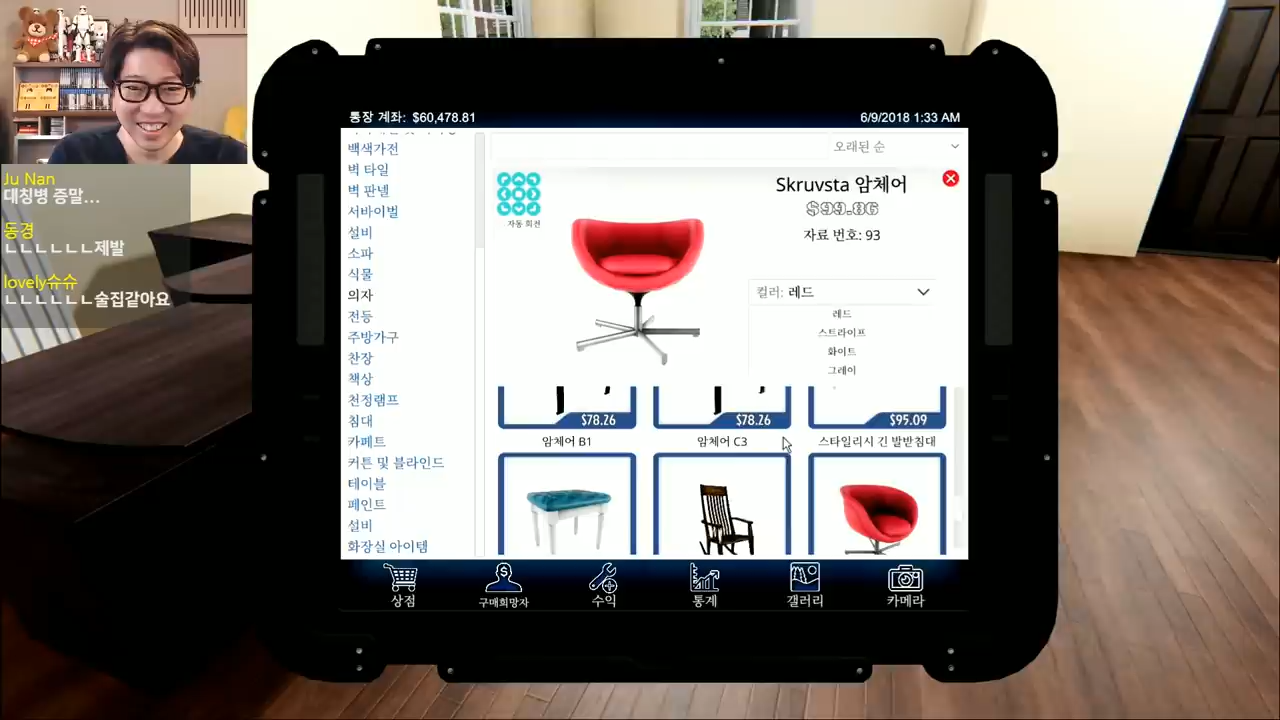 통장 계좌: $60,478.81
6/9/2018 1:33 AM
백색가전
벽 타일
벽 판넬
서바이벌
설비
소파
식물
의자
전등
주방가구
찬장
책상
천정램프
침대
카페트
커튼 및 블라인드
테이블
페인트
설비
화장실 아이템
오래된 순
자동 회전
Skruvsta 암체어
$99.06
자료 번호: 93
컬러: 레드
레드
스트라이프
화이트
그레이
$78.26
$78.26
$95.09
암체어 B1
암체어 C3
스타일리시 긴 발받침대
상점
구매희망자
수익
통계
갤러리
카메라
Ju Nan
대칭병 증말...
동경
ㄴㄴㄴㄴㄴㄴ제발
lovely슈슈
ㄴㄴㄴㄴㄴㄴ술집같아요